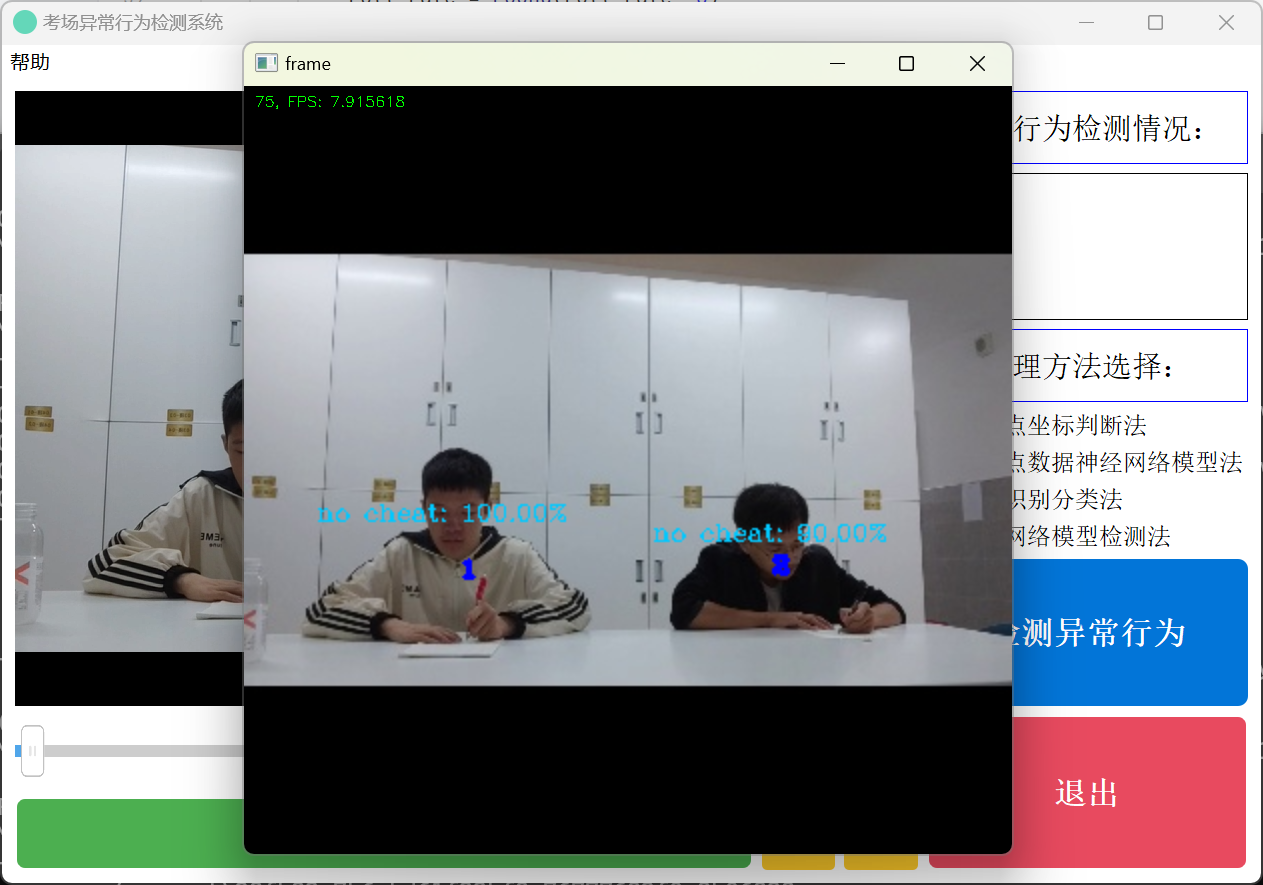 考场异常行为检测系统
帮助
frame
75, FPS: 7.915618
no cheat: 100.00%
1
no cheat: 90.00%
行为检测情况：
理方法选择：
点坐标判断法
点数据神经网络模型法
识别分类法
网络模型检测法
检测异常行为
退出